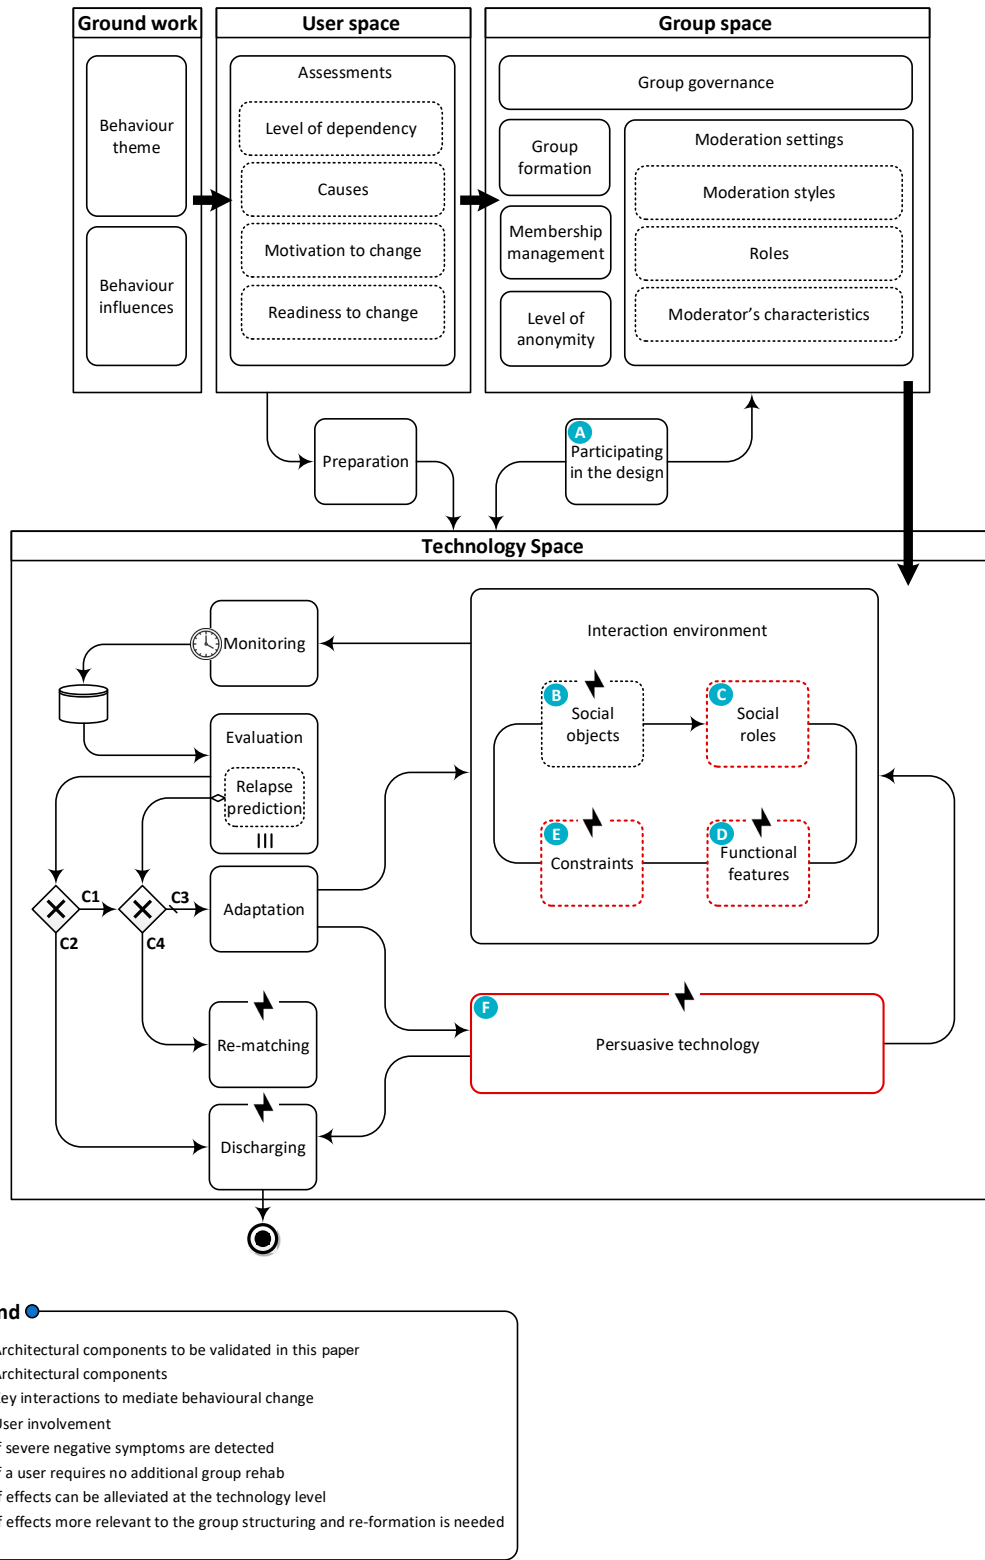 Ground work
User space
Group space
Behaviour
theme
Behaviour
influences
Assessments
Level of dependency
Causes
Motivation to change
Readiness to change
Group governance
Group
formation
Membership
management
Level of
anonymity
Moderation settings
Moderation styles
Roles
Moderator's characteristics
Preparation
A
Participating
in the design
Technology Space
Monitoring
Evaluation
Relapse
prediction
C1
C2
C3
C4
Adaptation
Re-matching
Discharging
Interaction environment
B
Social
objects
C
Social
roles
E
Constraints
D
Functional
features
F
Persuasive technology
nd
Architectural components to be validated in this paper
Architectural components
Key interactions to mediate behavioural change
User involvement
f severe negative symptoms are detected
f a user requires no additional group rehab
f effects can be alleviated at the technology level
f effects more relevant to the group structuring and re-formation is needed